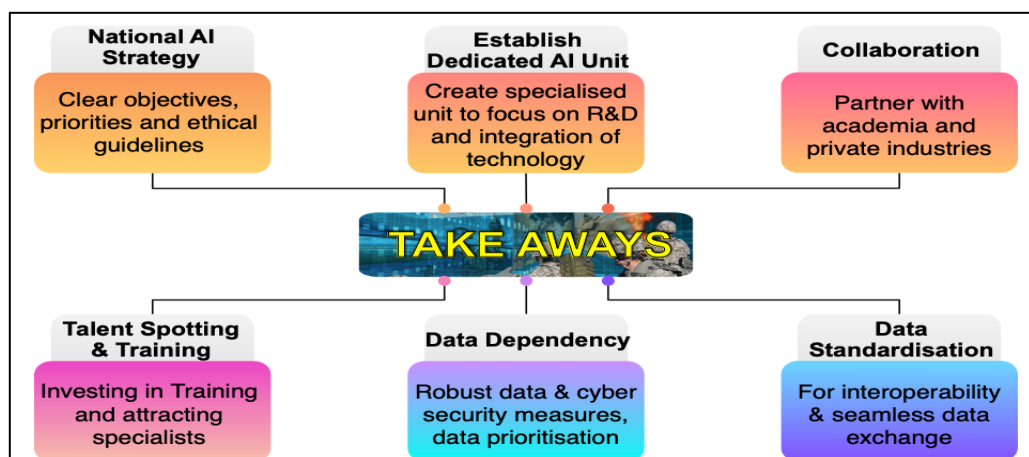 National AI
Strategy
Clear objectives,
priorities and ethical
guidelines
Establish
Dedicated AI Unit
Create specialised
unit to focus on R&D
and integration of
technology
Collaboration
Partner with
academia and
private industries
TAKE AWAYS
Talent Spotting
& Training
Investing in Training
and attracting
specialists
Data Dependency
Robust data & cyber
security measures,
data prioritisation
Data
Standardisation
For interoperability
& seamless data
exchange